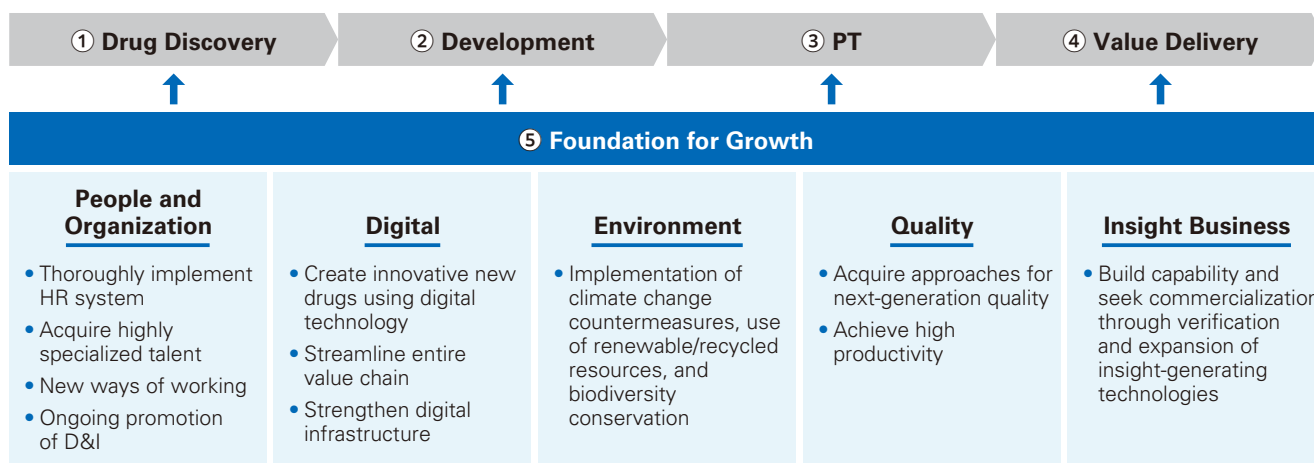 ① Drug Discovery
② Development
③ PT
④ Value Delivery
⑤ Foundation for Growth
People and
Organization
• Thoroughly implement
HR system
• Acquire highly
specialized talent
• New ways of working
• Ongoing promotion
of D&I
Digital
• Create innovative new
drugs using digital
technology
• Streamline entire
value chain
• Strengthen digital
infrastructure
Environment
• Implementation of
climate change
countermeasures, use
of renewable/recycled
resources, and
biodiversity
conservation
Quality
• Acquire approaches for
next-generation quality
• Achieve high
productivity
Insight Business
• Build capability and
seek commercialization
through verification
and expansion of
insight-generating
technologies